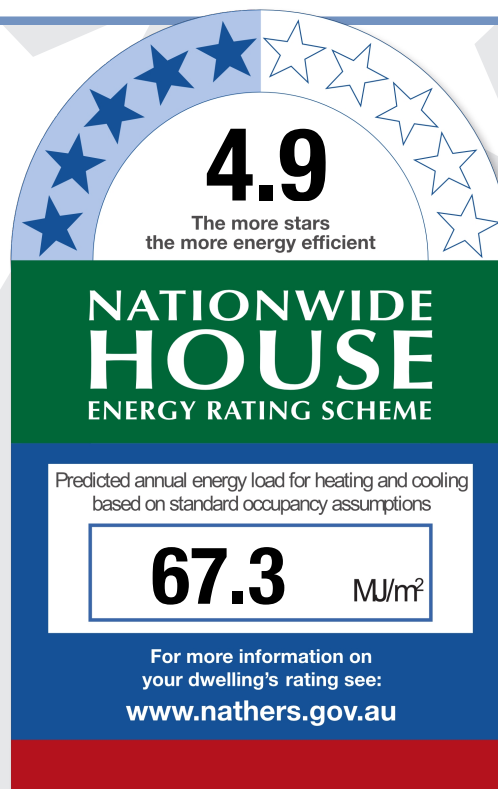 4.9
The more stars
the more energy efficient
NATIONWIDE
HOUSE
ENERGY RATING SCHEME
Predicted annual energy load for heating and cooling
based on standard occupancy assumptions
67.3 MJ/m²
For more information on
your dwelling's rating see:
www.nathers.gov.au